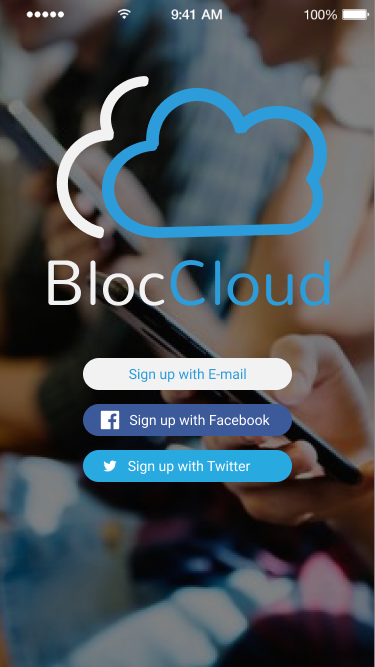 9:41 AM 100%
BlocCloud
Sign up with E-mail
Sign up with Facebook
Sign up with Twitter